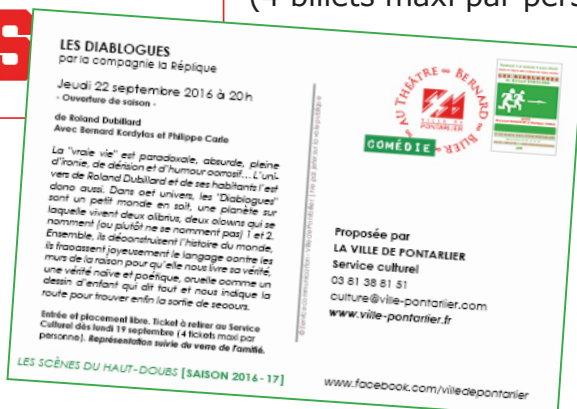 S
(4 billets maxi par pers
LES DIABLOGUES
par la compagnie la Réplique
Jeudi 22 septembre 2016 à 20h
- Ouverture de saison -
de Roland Dubillard
Avec Bernard Kordylas et Philippe Carle
La "vraie vie" est paradoxale, absurde, pleine
d'ironie, de dérision et d'humour corrosif... L'uni-
vers de Roland Dubillard et de ses habitants l'est
donc aussi. Dans cet univers, les "Diablogues"
sont un petit monde en soit, une planète sur
laquelle vivent deux olibrius, deux clowns qui se
nomment (ou plutôt ne se nomment pas) 1 et 2.
Ensemble, ils déconstruisent l'histoire du monde,
ils fracassent joyeusement le langage contre les
murs de la raison pour qu'elle nous livre sa vérité,
une vérité naïve et poétique, cruelle comme un
dessin d'enfant qui dit tout et nous indique la
route pour trouver enfin la sortie de secours.
Entrée et placement libre. Ticket à retirer au Service
Culturel dès lundi 19 septembre (4 tickets maxi par
personne). Représentation suivie du verre de l'amitié.
LES SCÈNES DU HAUT-DOUBS [SAISON 2016-17]
AU THÉÂTRE BERNARD BLIER
VILLE DE
PONTARLIER
COMÉDIE
Proposée par
LA VILLE DE PONTARLIER
Service culturel
03 81 38 81 51
culture@ville-pontarlier.com
www.ville-pontarlier.fr
www.facebook.com/villedepontarlier